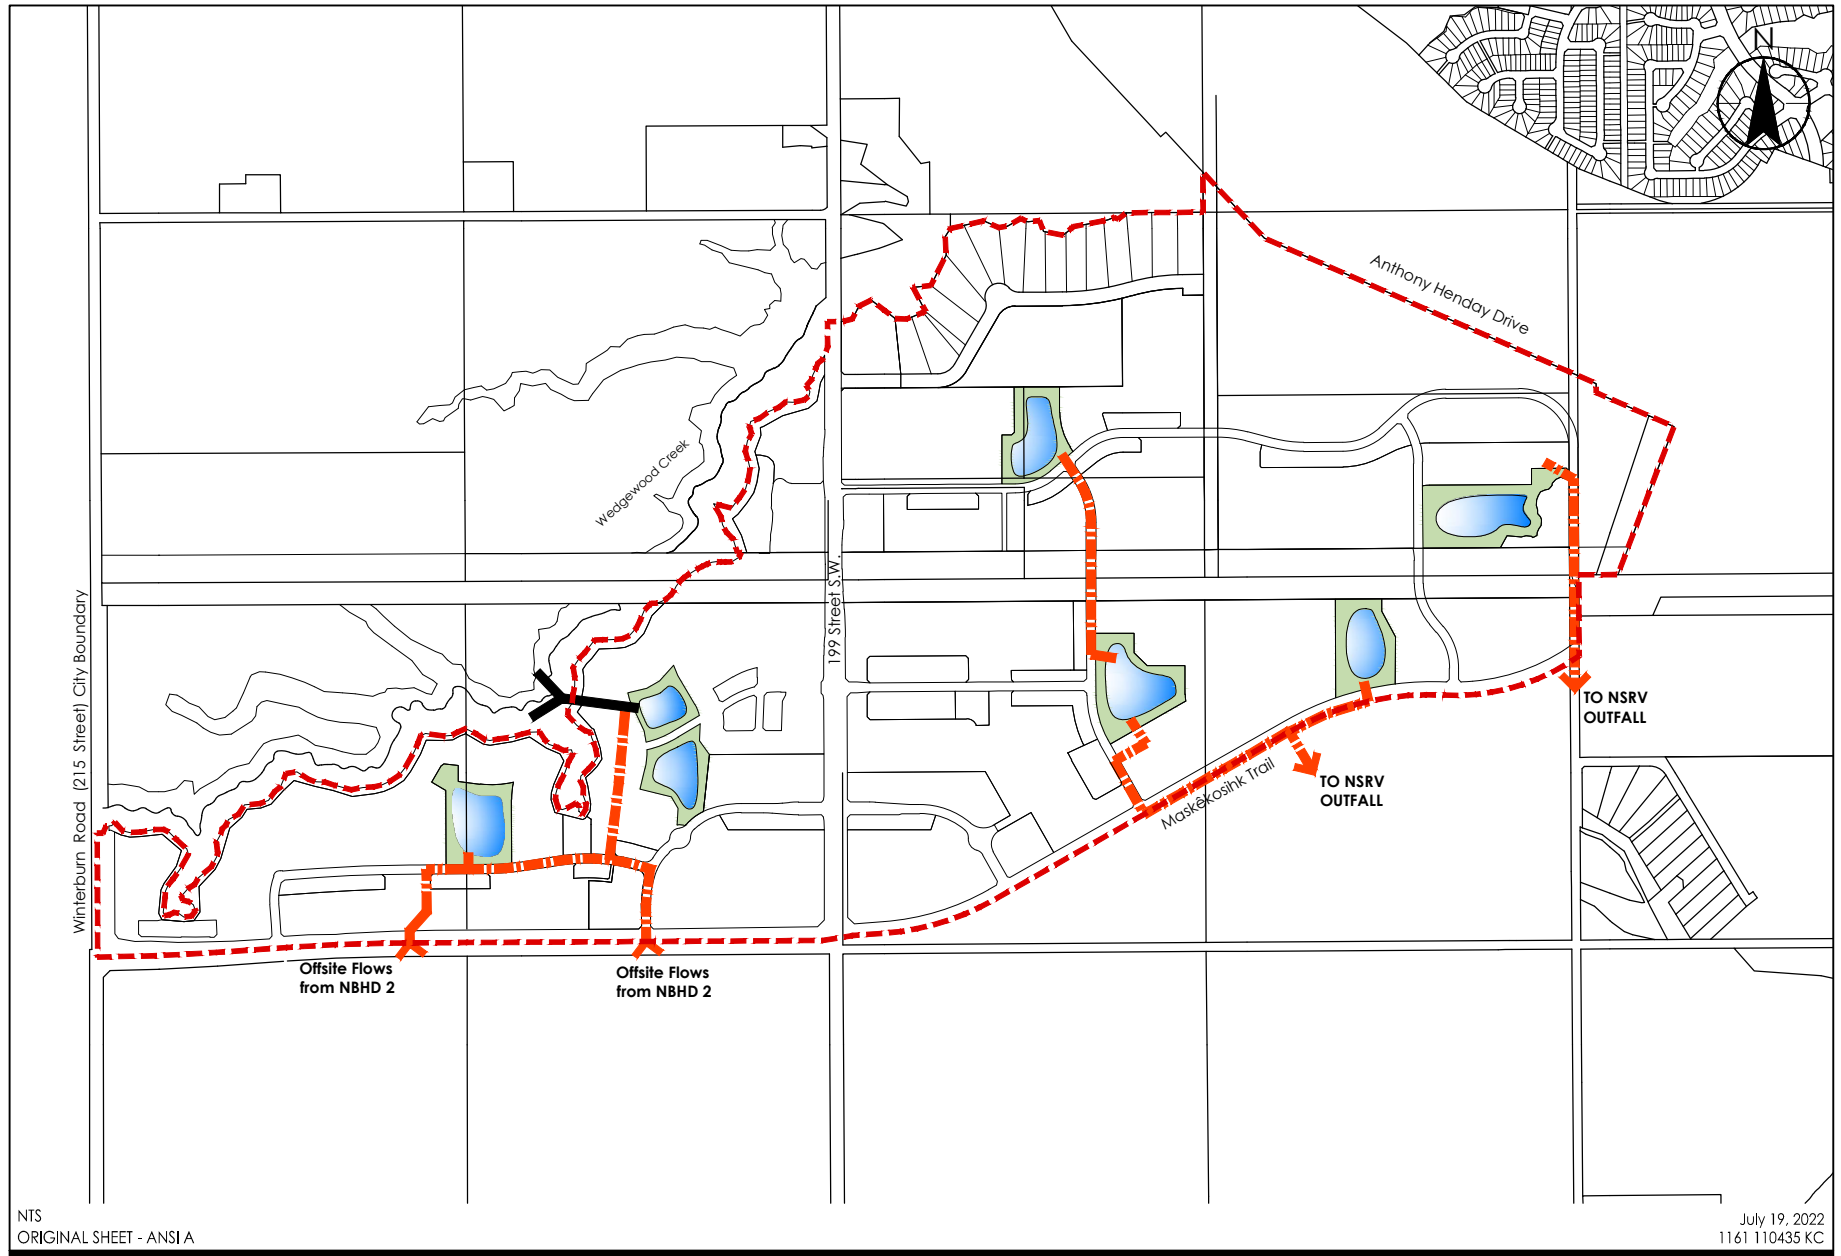 N
Anthony Henday Drive
Wedgewood Creek
199 Street S.W.
Winterburn Road (215 Street) City Boundary
TO NSRV
OUTFALL
TO NSRV
OUTFALL
Maskêkosihk Trail
Offsite Flows
from NBHD 2
Offsite Flows
from NBHD 2
NTS
ORIGINAL SHEET - ANSI A
July 19, 2022
1161 110435 KC